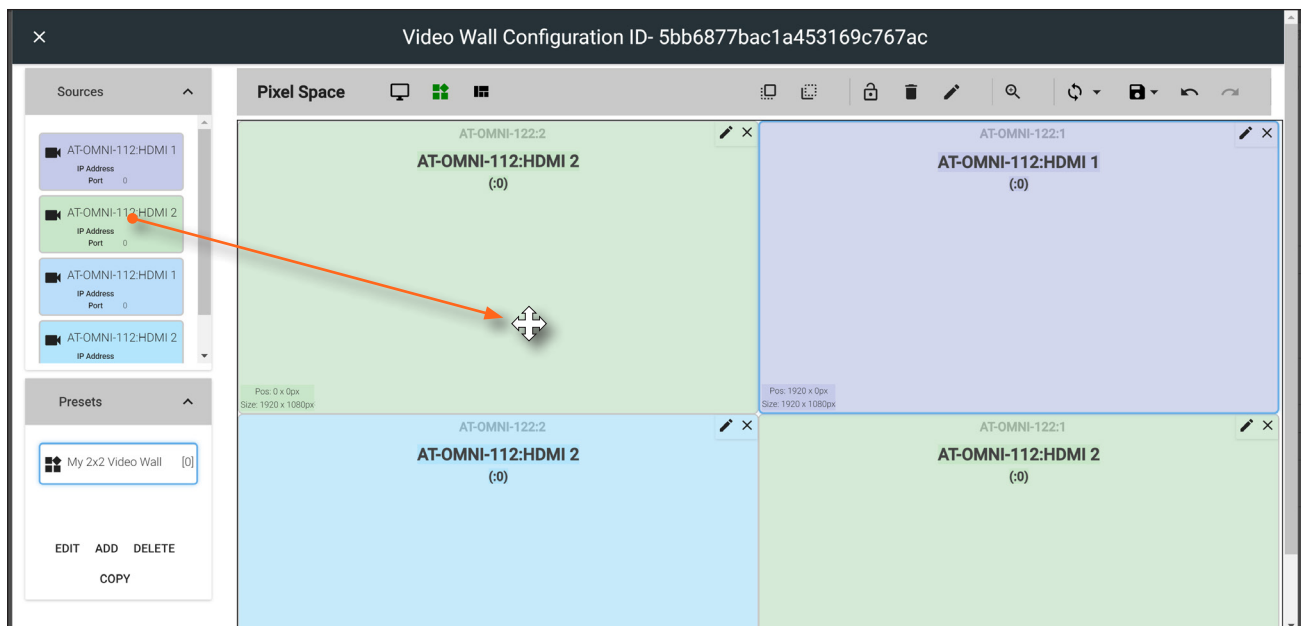 Video Wall Configuration ID- 5bb6877bac1a453169c767ac
Sources
AT-OMNI-112:HDMI 1
IP Address
Port 0
AT-OMNI-112:HDMI 2
IP Address
Port 0
AT-OMNI-112:HDMI 1
IP Address
Port 0
AT-OMNI-112:HDMI 2
IP Address
Presets
My 2x2 Video Wall [0]
EDIT ADD DELETE
COPY
Pixel Space
AT-OMNI-122:2
AT-OMNI-112:HDMI 2
(:0)
Pos: 0 x 0px
Size: 1920 x 1080px
AT-OMNI-122:1
AT-OMNI-112:HDMI 1
(:0)
Pos: 1920 x 0px
Size: 1920 x 1080px
AT-OMNI-122:2
AT-OMNI-112:HDMI 2
(:0)
AT-OMNI-122:1
AT-OMNI-112:HDMI 2
(:0)